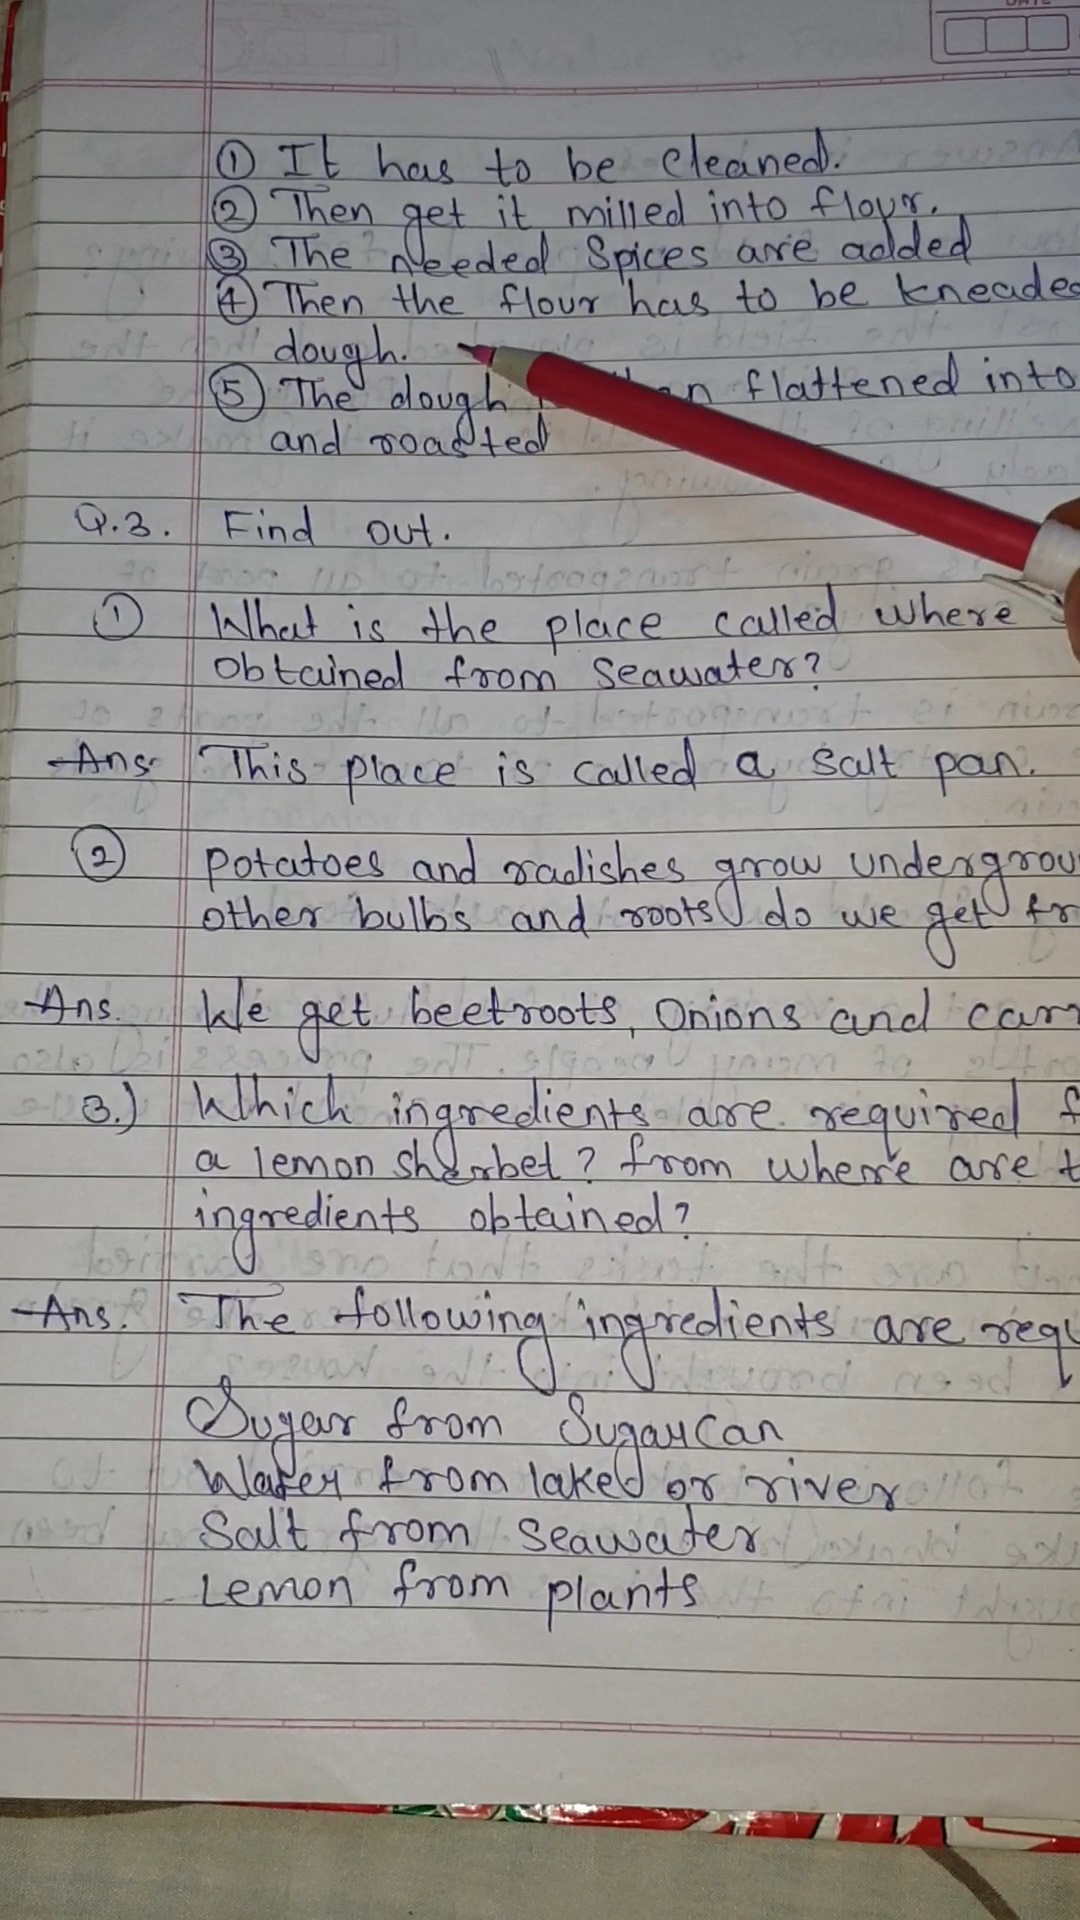 DATE
① It has to be cleaned.
② Then get it milled into flour.
③ The needed Spices are added
④ Then the flour has to be kneaded
dough.
⑤ The dough flattened into
and roasted
Q.3. Find out.
① What is the place called where
obtained from Seawater?
Ans. This place is called a salt pan.
② potatoes and radishes grow undergrou
other bulbs and roots do we get fr
Ans. We get beetroots, Onions and carr
3.) Which ingredients are required f
a lemon sherbet? from where are t
ingredients obtained?
Ans. The following ingredients are requ
Sugar from Sugarcan
Water from lake or river
Salt from seawater
Lemon from plants